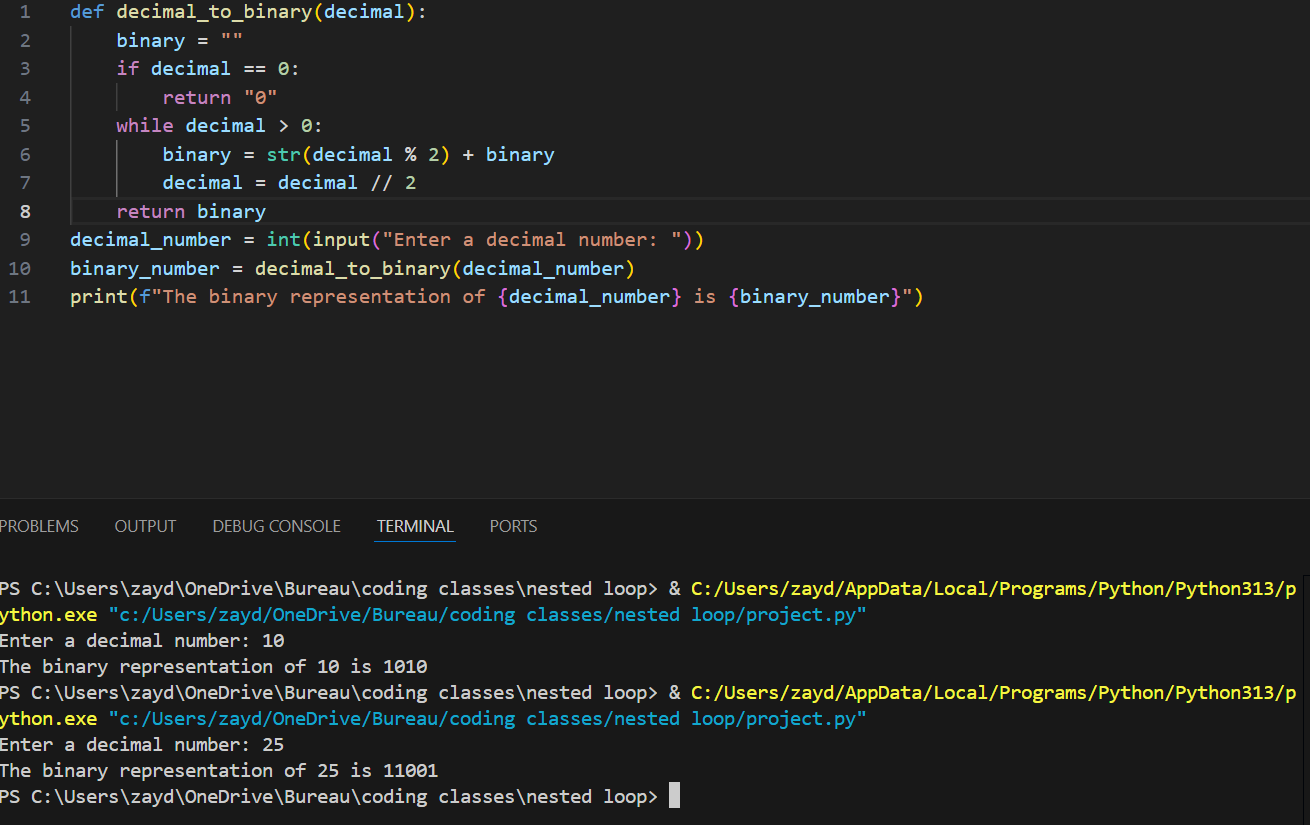 1 def decimal_to_binary(decimal):
2     binary = ""
3     if decimal == 0:
4         return "0"
5     while decimal > 0:
6         binary = str(decimal % 2) + binary
7         decimal = decimal // 2
8     return binary
9 decimal_number = int(input("Enter a decimal number: "))
10 binary_number = decimal_to_binary(decimal_number)
11 print(f"The binary representation of {decimal_number} is {binary_number}")
PROBLEMS OUTPUT DEBUG CONSOLE TERMINAL PORTS
PS C:\Users\zayd\OneDrive\Bureau\coding classes\nested loop> & C:/Users/zayd/AppData/Local/Programs/Python/Python313/p
ython.exe "c:/Users/zayd/OneDrive/Bureau/coding classes/nested loop/project.py"
Enter a decimal number: 10
The binary representation of 10 is 1010
PS C:\Users\zayd\OneDrive\Bureau\coding classes\nested loop> & C:/Users/zayd/AppData/Local/Programs/Python/Python313/p
ython.exe "c:/Users/zayd/OneDrive/Bureau/coding classes/nested loop/project.py"
Enter a decimal number: 25
The binary representation of 25 is 11001
PS C:\Users\zayd\OneDrive\Bureau\coding classes\nested loop>